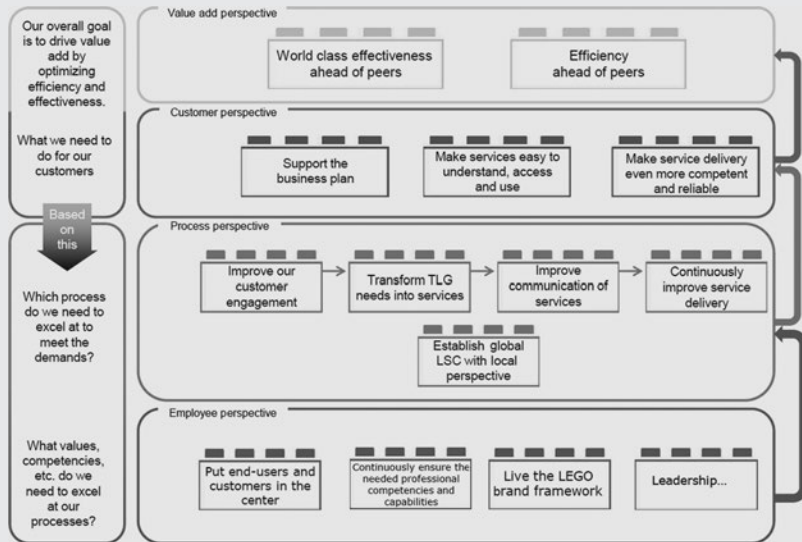 Our overall goal
is to drive value
add by
optimizing
efficiency and
effectiveness.
What we need to
do for our
customers
Based
on
this
Which process
do we need to
excel at to
meet the
demands?
What values,
competencies,
etc. do we
need to excel
at our
processes?
Value add perspective
World class effectiveness
ahead of peers
Efficiency
ahead of peers
Customer perspective
Support the
business plan
Make services easy to
understand, access
and use
Make service delivery
even more competent
and reliable
Process perspective
Improve our
customer
engagement
Transform TLG
needs into services
Improve
communication of
services
Continuously
improve service
delivery
Establish global
LSC with local
perspective
Employee perspective
Put end-users and
customers in the
center
Continuously ensure the
needed professional
competencies and
capabilities
Live the LEGO
brand framework
Leadership...